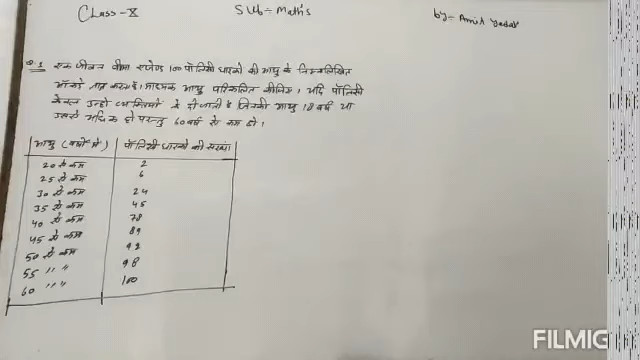 Class-X Sub- Maths by- Amit Yadav
Q.1 एक जीवन बीमा एजेन्ट 100 पॉलिसी धारकों की आयु के निम्नलिखित
आँकड़े ज्ञात करता है। माध्यक आयु परिकलित कीजिए। यदि पॉलिसी
केवल उन्हीं व्यक्तियों को दी जाती है जिनकी आयु 18 वर्ष या
उससे अधिक हो परन्तु 60 वर्ष से कम हो।
आयु (वर्षों में) पॉलिसी धारकों की संख्या
20 से कम 2
25 से कम 6
30 से कम 24
35 से कम 45
40 से कम 78
45 से कम 89
50 से कम 92
55 " " 98
60 " " 100
FILMIG